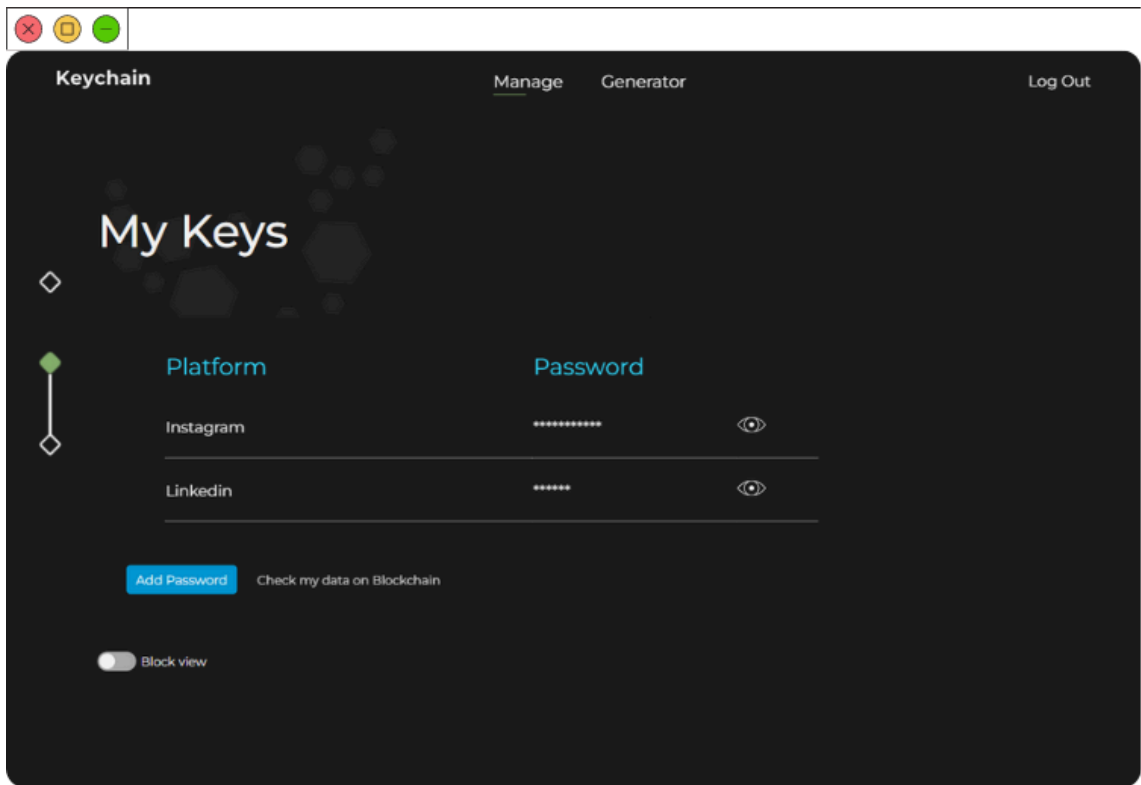 Keychain Manage Generator Log Out
My Keys
Platform Password
Instagram ***********
Linkedin ******
Add Password Check my data on Blockchain
Block view